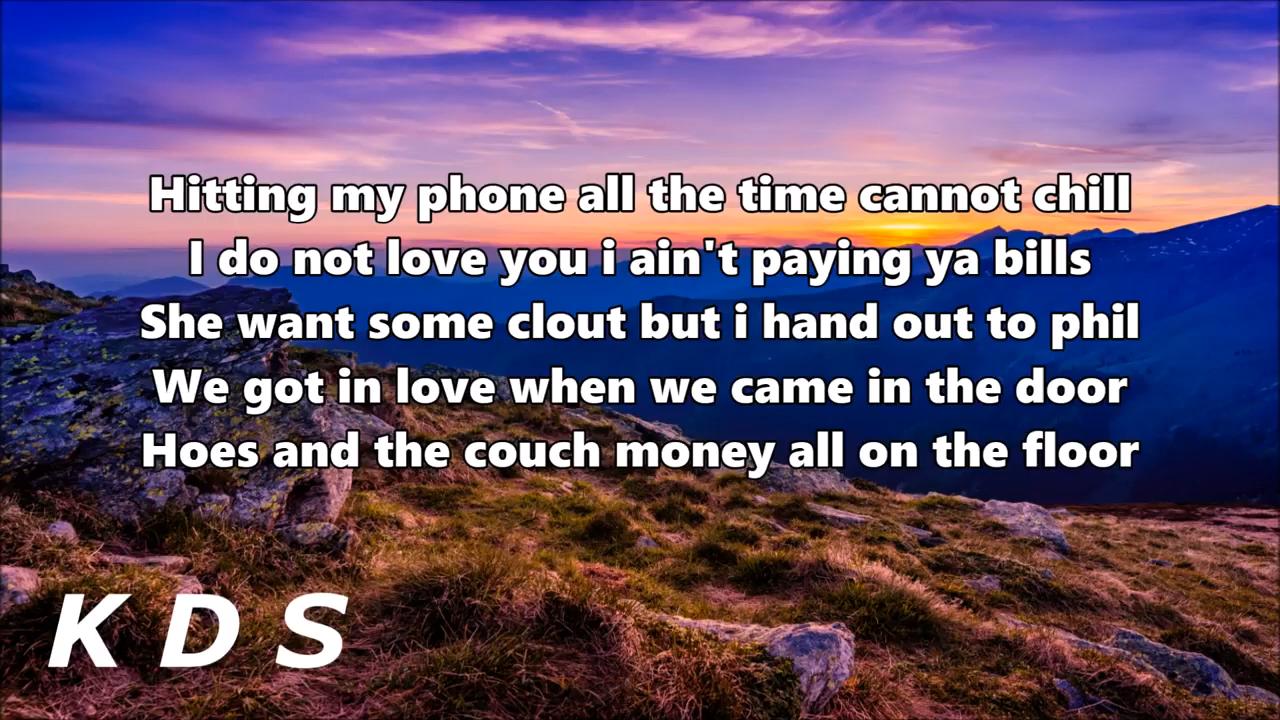 Hitting my phone all the time cannot chill
I do not love you i ain't paying ya bills
She want some clout but i hand out to phil
We got in love when we came in the door
Hoes and the couch money all on the floor
K D S